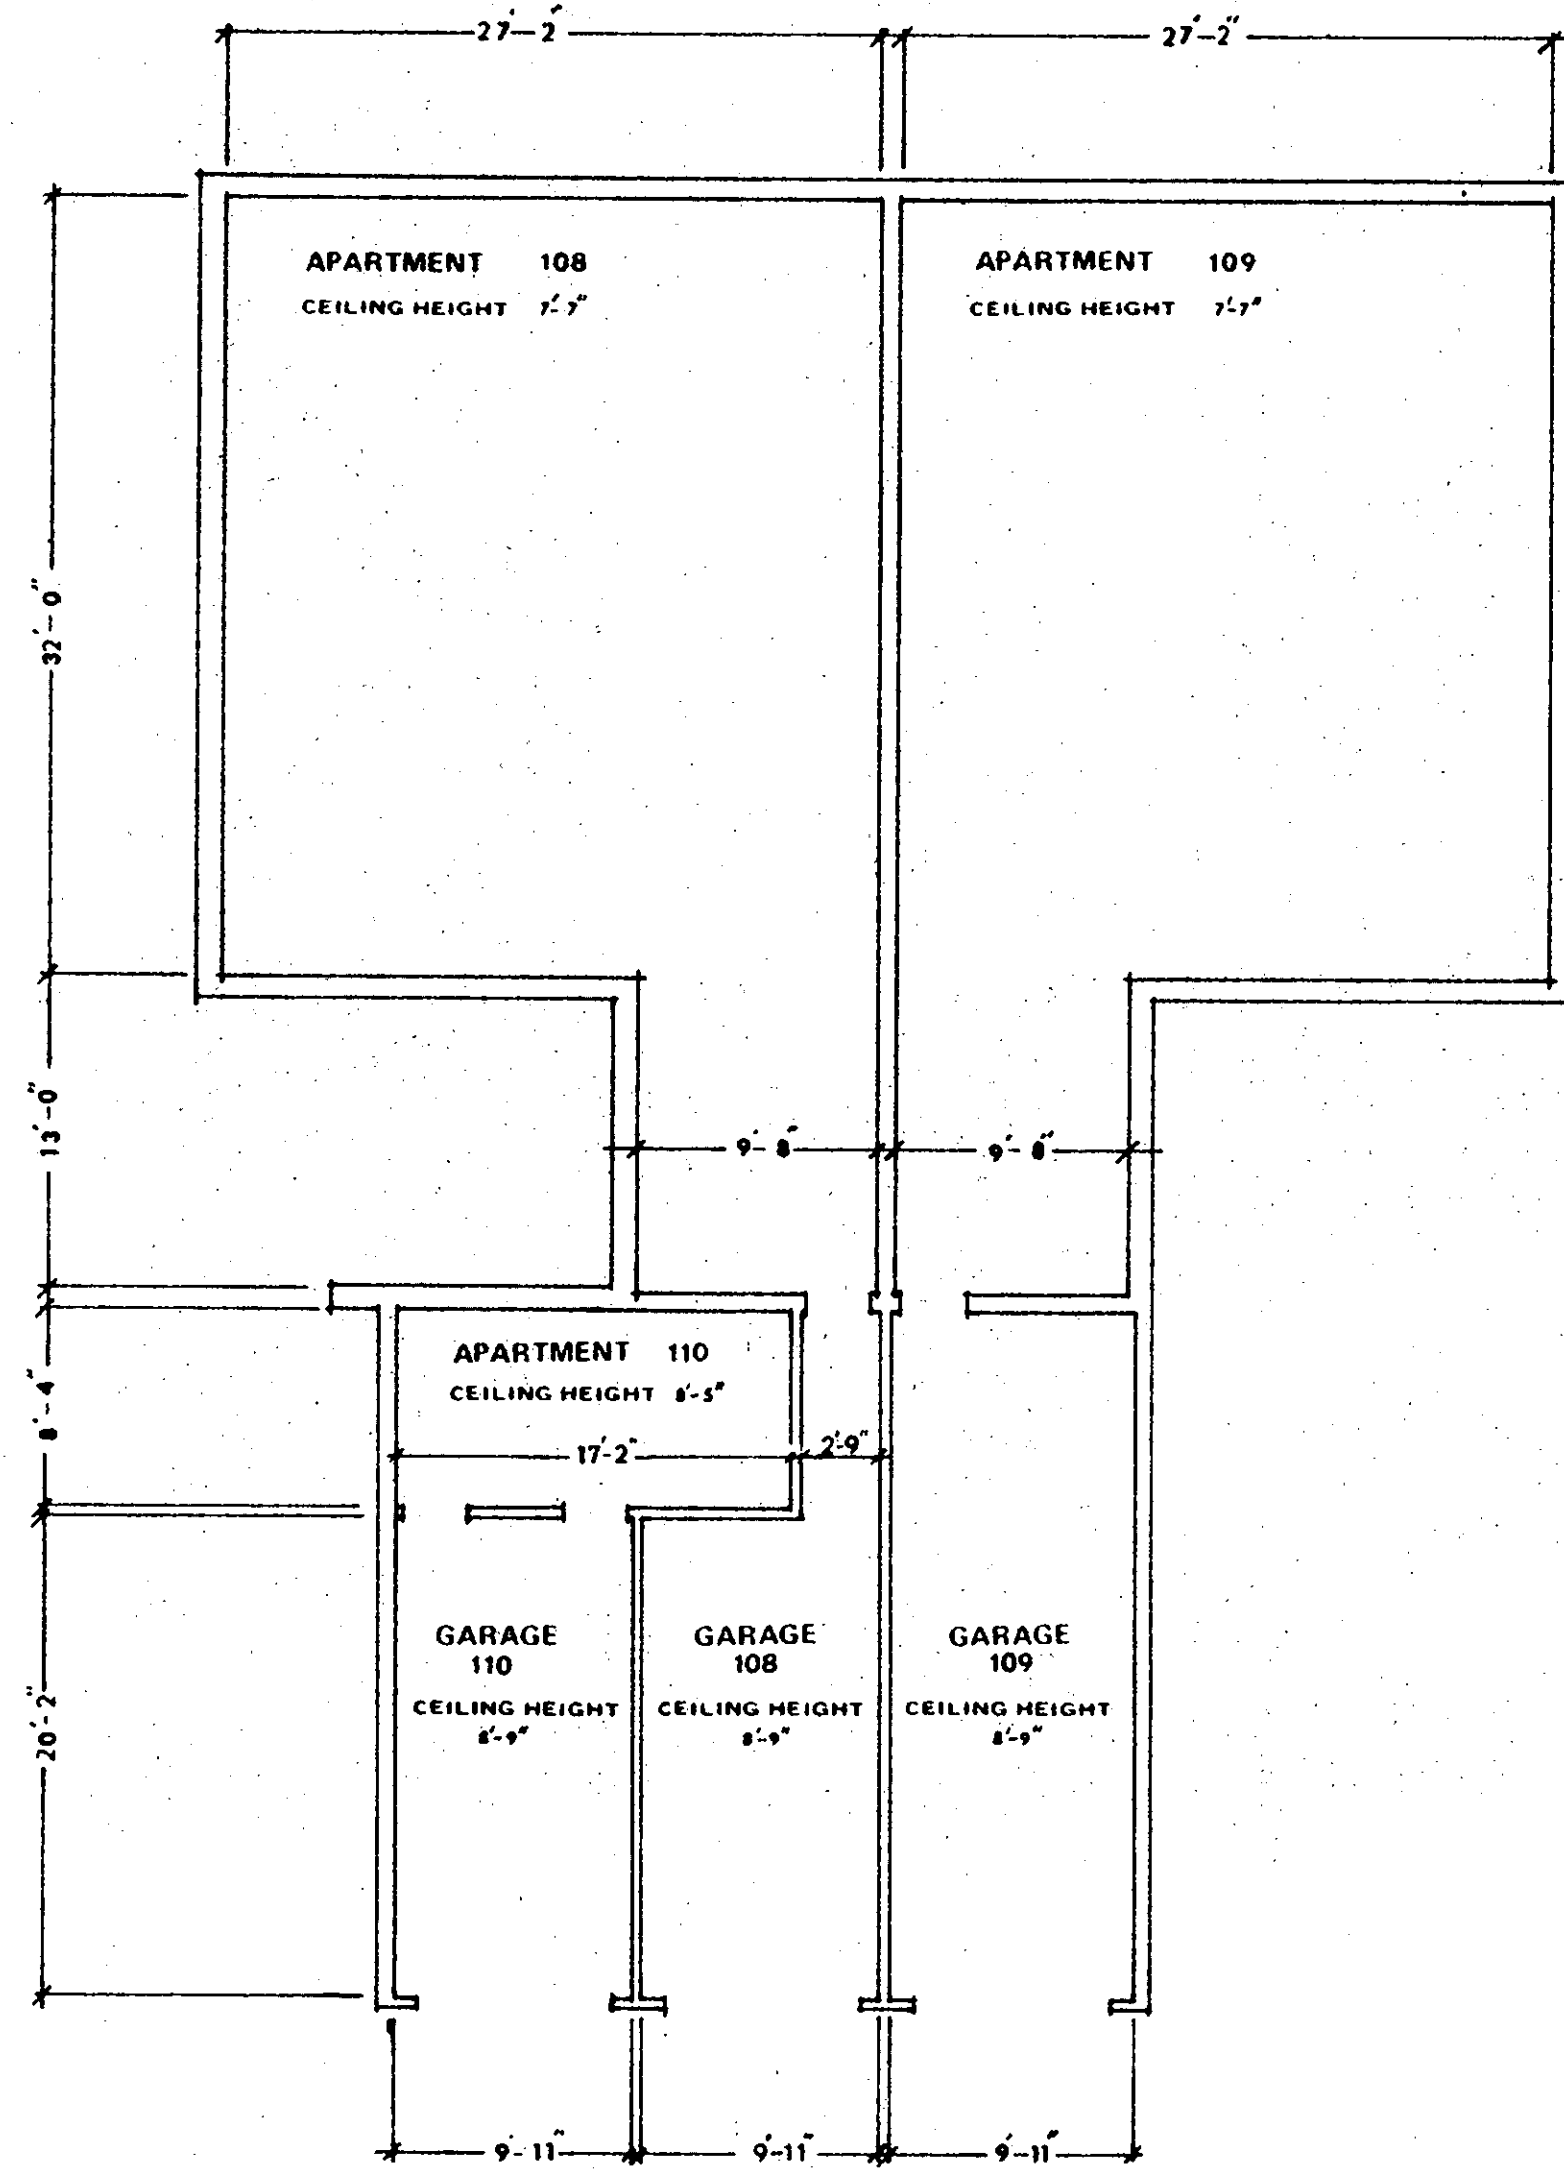 27'-2"
27'-2"
APARTMENT 108
CEILING HEIGHT 7'-7"
APARTMENT 109
CEILING HEIGHT 7'-7"
32'-0"
13'-0"
9'-8"
9'-8"
8'-4"
APARTMENT 110
CEILING HEIGHT 8'-5"
17'-2"
2'-9"
20'-2"
GARAGE
110
CEILING HEIGHT
8'-9"
GARAGE
108
CEILING HEIGHT
8'-9"
GARAGE
109
CEILING HEIGHT
8'-9"
9'-11"
9'-11"
9'-11"